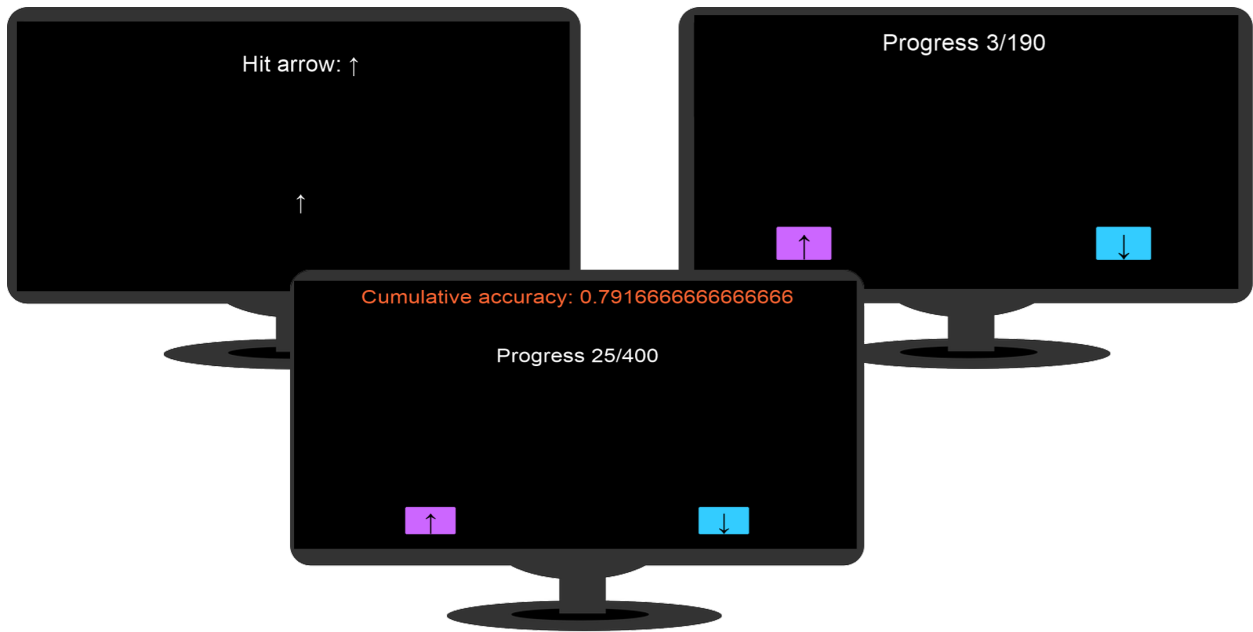 Hit arrow: ↑
↑
Progress 3/190
↑ ↓
Cumulative accuracy: 0.7916666666666666
Progress 25/400
↑ ↓